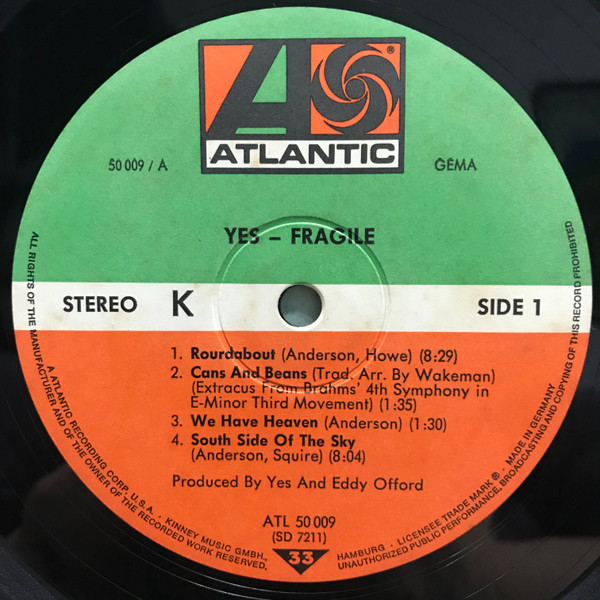 ®
ATLANTIC
50 009 / A
GEMA
YES – FRAGILE
STEREO K SIDE 1
1. Rourdabout (Anderson, Howe) (8:29)
2. Cans And Beans (Trad. Arr. By Wakeman)
(Extracus From Brahms' 4th Symphony in
E-Minor Third Movement) (1:35)
3. We Have Heaven (Anderson) (1:30)
4. South Side Of The Sky
(Anderson, Squire) (8:04)
Produced By Yes And Eddy Offord
ATL 50 009
(SD 7211)
33
ALL RIGHTS OF THE MANUFACTURER AND OF THE OWNER OF THE RECORDED WORK RESERVED,
A ATLANTIC RECORDING CORP. U.S.A. · KINNEY MUSIC GMBH.,
HAMBURG · LICENSEE TRADE MARK ® · MADE IN GERMANY
UNAUTHORIZED PUBLIC PERFORMANCE, BROADCASTING AND COPYING OF THIS RECORD PROHIBITED